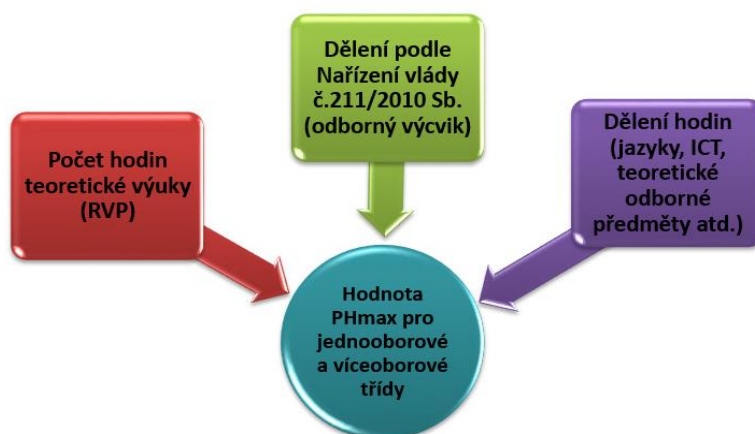 Počet hodin
teoretické výuky
(RVP)
Dělení podle
Nařízení vlády
č.211/2010 Sb.
(odborný výcvik)
Dělení hodin
(jazyky, ICT,
teoretické
odborné
předměty atd.)
Hodnota
PHmax pro
jednooborové
a víceoborové
třídy